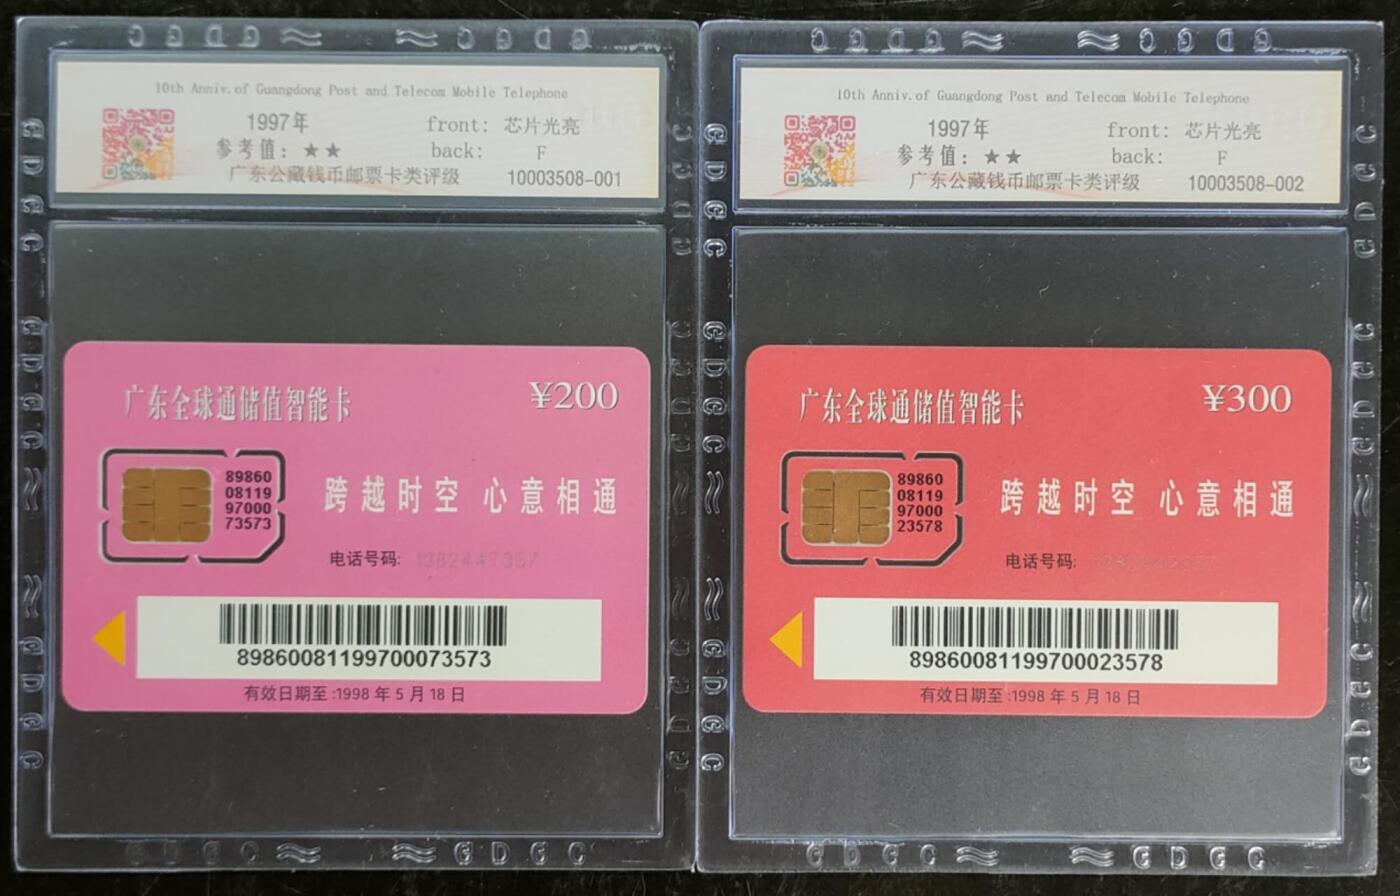 10th Anniv.of Guangdong Post and Telecom Mobile Telephone
1997年
front: 芯片光亮
参考值: ★★
back: F
广东公藏钱币邮票卡类评级
10003508-001
广东全球通储值智能卡
¥200
89860
08119
97000
73573
跨越时空 心意相通
电话号码: 1382447357
89860081199700073573
有效日期至:1998 年 5 月 18 日
10th Anniv.of Guangdong Post and Telecom Mobile Telephone
1997年
front: 芯片光亮
参考值: ★★
back: F
广东公藏钱币邮票卡类评级
10003508-002
广东全球通储值智能卡
¥300
89860
08119
97000
23578
跨越时空 心意相通
电话号码:
89860081199700023578
有效日期至:1998 年 5 月 18 日
GDGC
GDGC
GDGC
GDGC